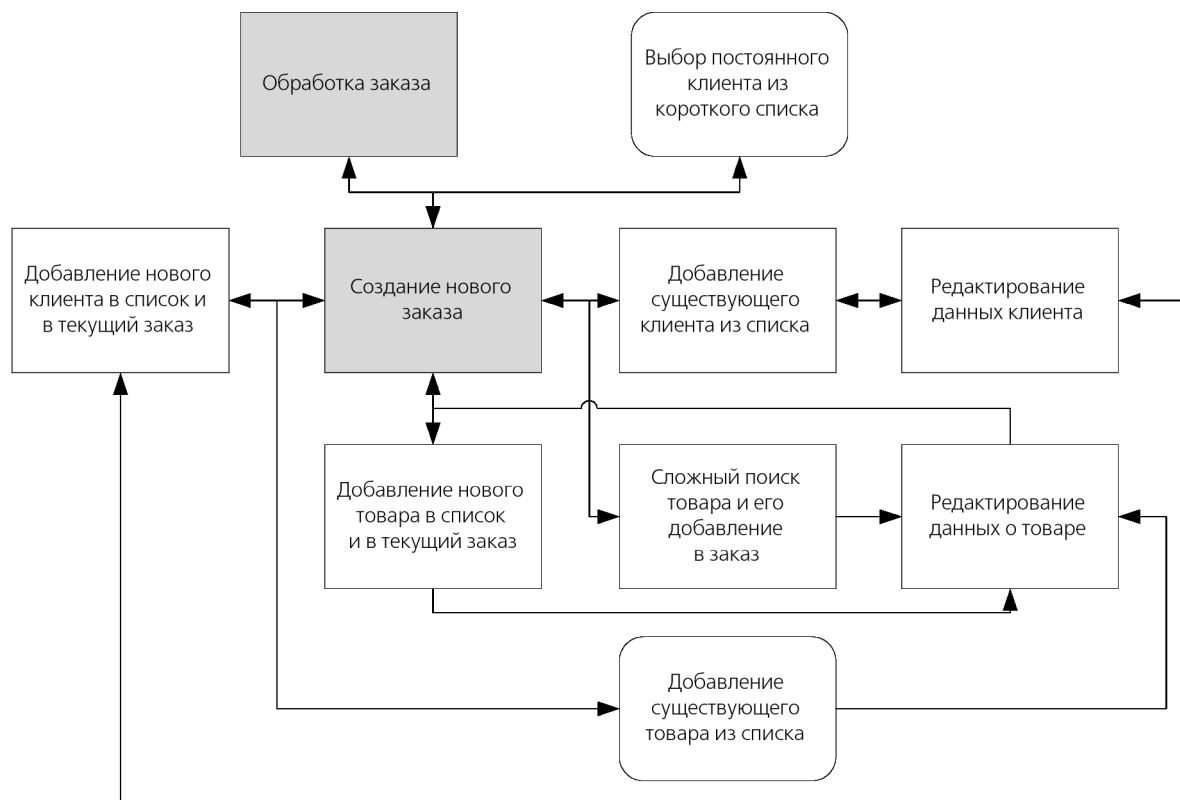 Обработка заказа
Выбор постоянного
клиента из
короткого списка
Добавление нового
клиента в список и
в текущий заказ
Создание нового
заказа
Добавление
существующего
клиента из списка
Редактирование
данных клиента
Добавление нового
товара в список
и в текущий заказ
Сложный поиск
товара и его
добавление
в заказ
Редактирование
данных о товаре
Добавление
существующего
товара из списка